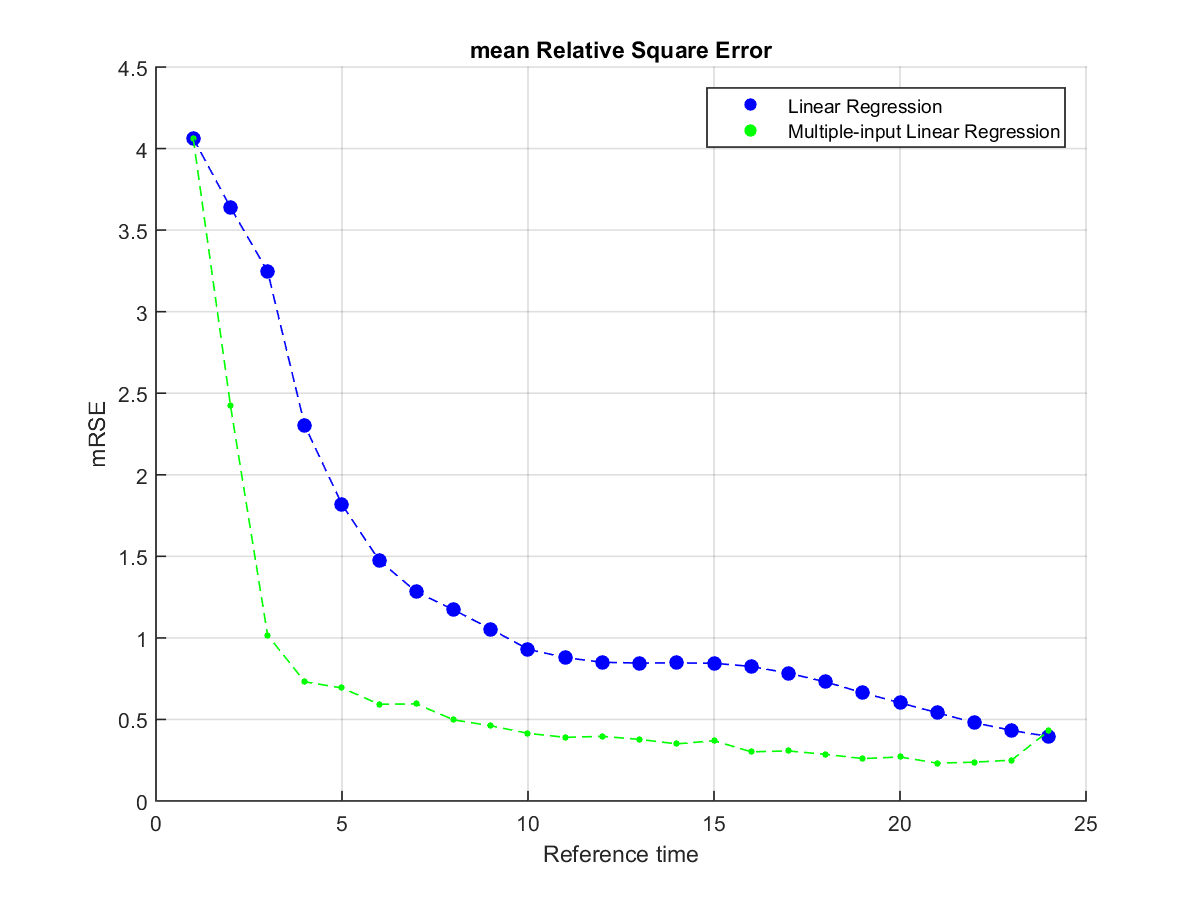 mean Relative Square Error
Linear Regression
Multiple-input Linear Regression
4.5
4
3.5
3
2.5
2
1.5
1
0.5
0
mRSE
0 5 10 15 20 25
Reference time